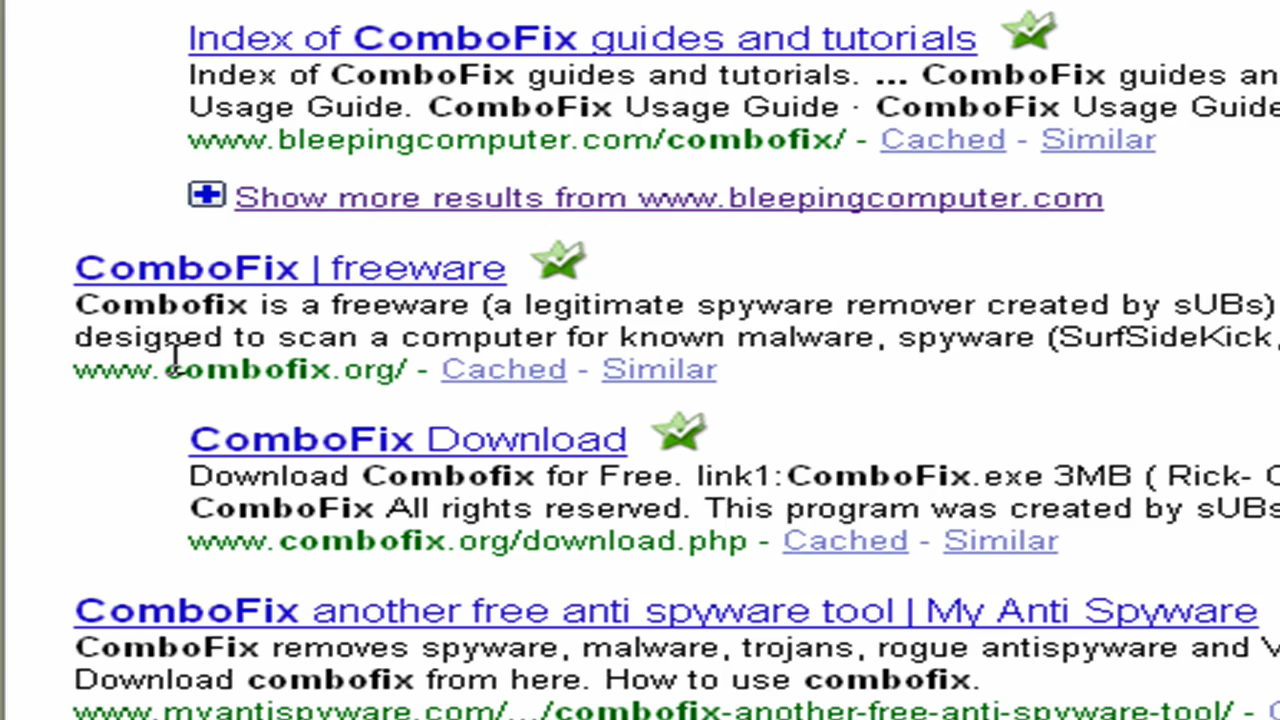 Index of ComboFix guides and tutorials
Index of ComboFix guides and tutorials. ... ComboFix guides an
Usage Guide. ComboFix Usage Guide · ComboFix Usage Guide
www.bleepingcomputer.com/combofix/ - Cached - Similar
Show more results from www.bleepingcomputer.com
ComboFix | freeware
Combofix is a freeware (a legitimate spyware remover created by sUBs)
designed to scan a computer for known malware, spyware (SurfSideKick,
www.combofix.org/ - Cached - Similar
ComboFix Download
Download Combofix for Free. link1:ComboFix.exe 3MB ( Rick-
ComboFix All rights reserved. This program was created by sUBs
www.combofix.org/download.php - Cached - Similar
ComboFix another free anti spyware tool | My Anti Spyware
ComboFix removes spyware, malware, trojans, rogue antispyware and
Download combofix from here. How to use combofix.
www.myantispyware.com/.../combofix-another-free-anti-spyware-tool/ -